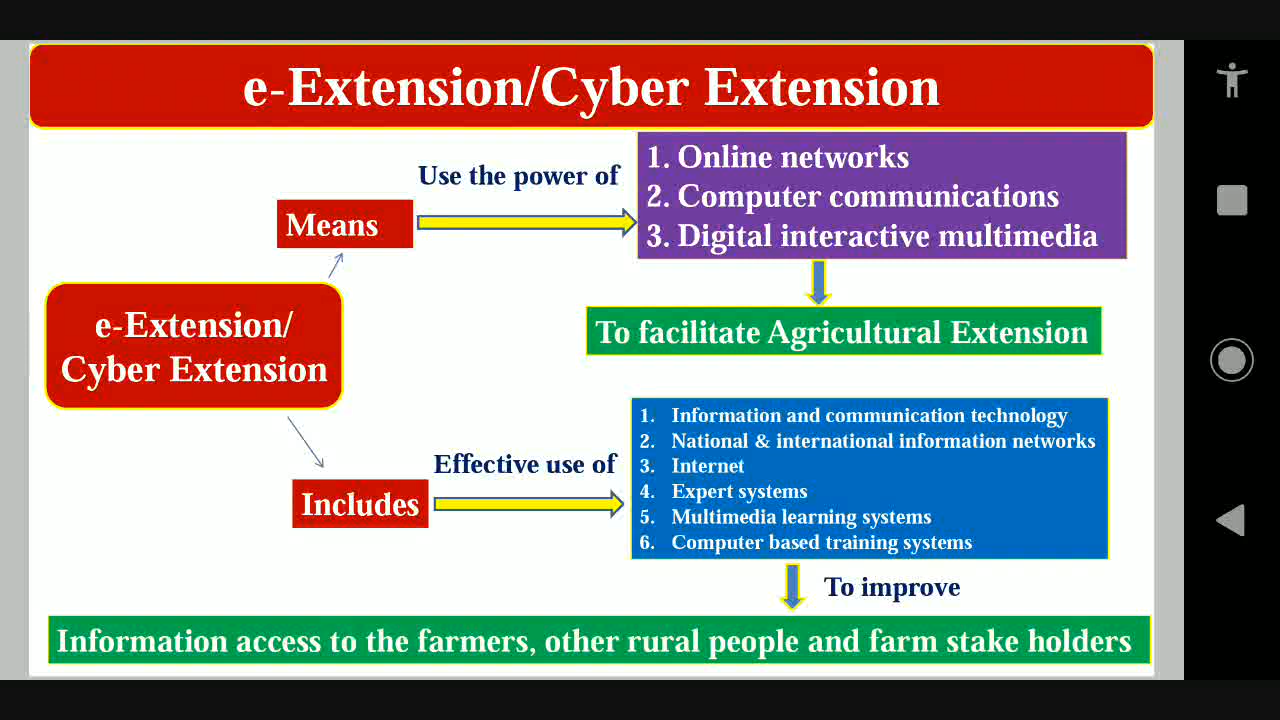 e-Extension/Cyber Extension
Use the power of
Means
1. Online networks
2. Computer communications
3. Digital interactive multimedia
To facilitate Agricultural Extension
e-Extension/
Cyber Extension
Includes
Effective use of
1. Information and communication technology
2. National & international information networks
3. Internet
4. Expert systems
5. Multimedia learning systems
6. Computer based training systems
To improve
Information access to the farmers, other rural people and farm stake holders